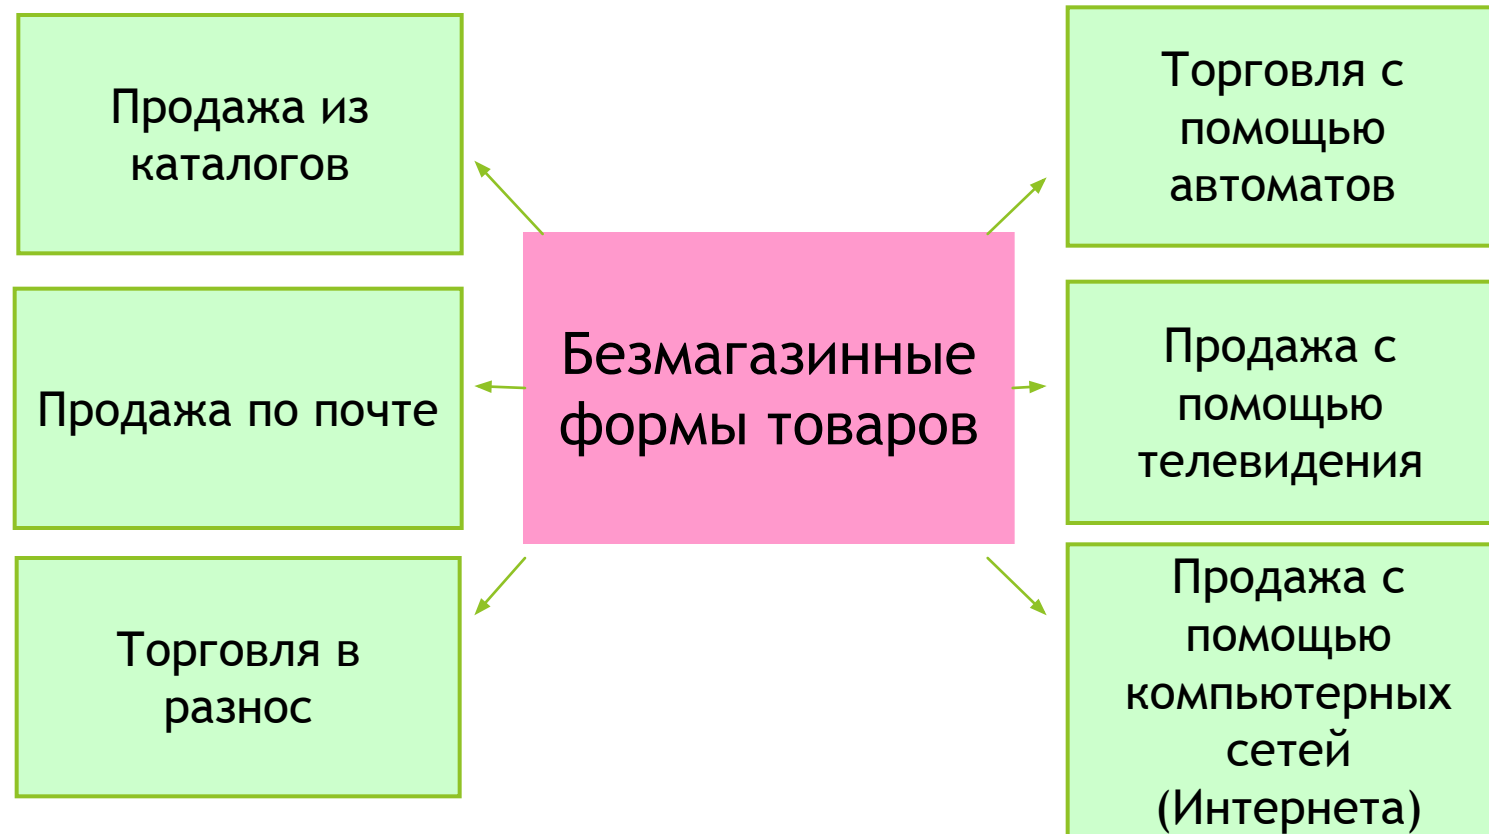 Продажа из
каталогов
Продажа по почте
Торговля в
разнос
Безмагазинные
формы товаров
Торговля с
помощью
автоматов
Продажа с
помощью
телевидения
Продажа с
помощью
компьютерных
сетей
(Интернета)